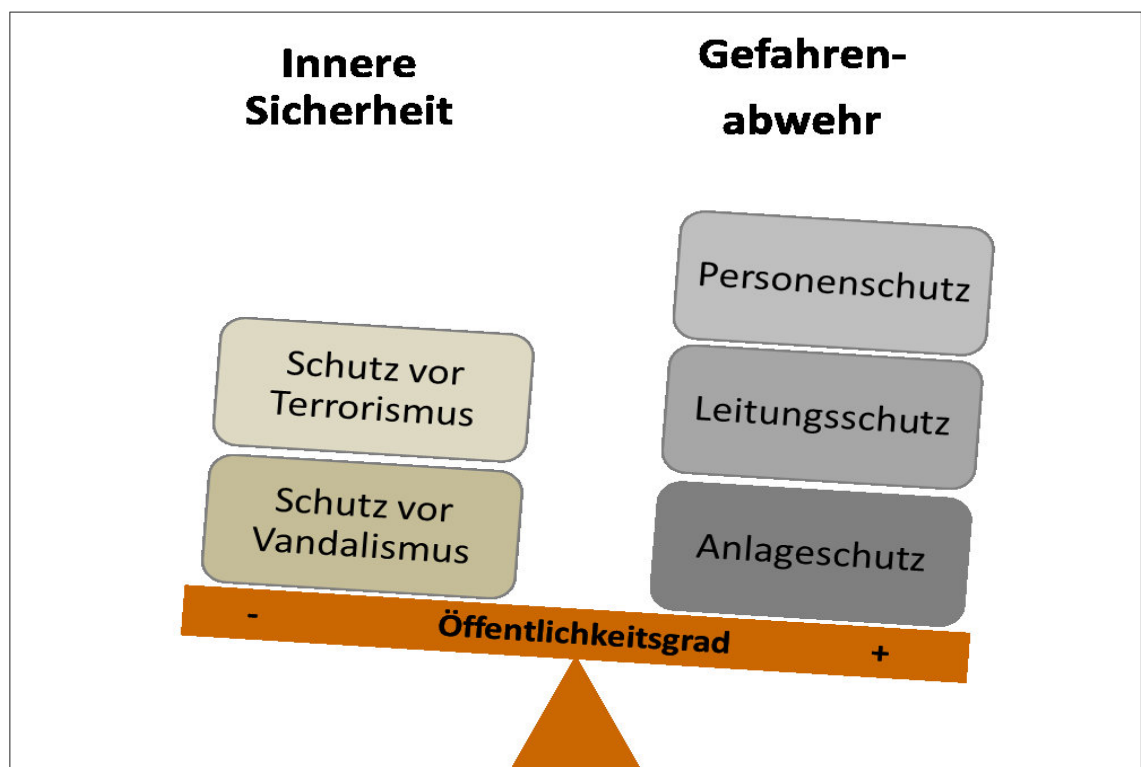 Innere
Sicherheit
Gefahren-
abwehr
Schutz vor
Terrorismus
Schutz vor
Vandalismus
Personenschutz
Leitungsschutz
Anlageschutz
- Öffentlichkeitsgrad +